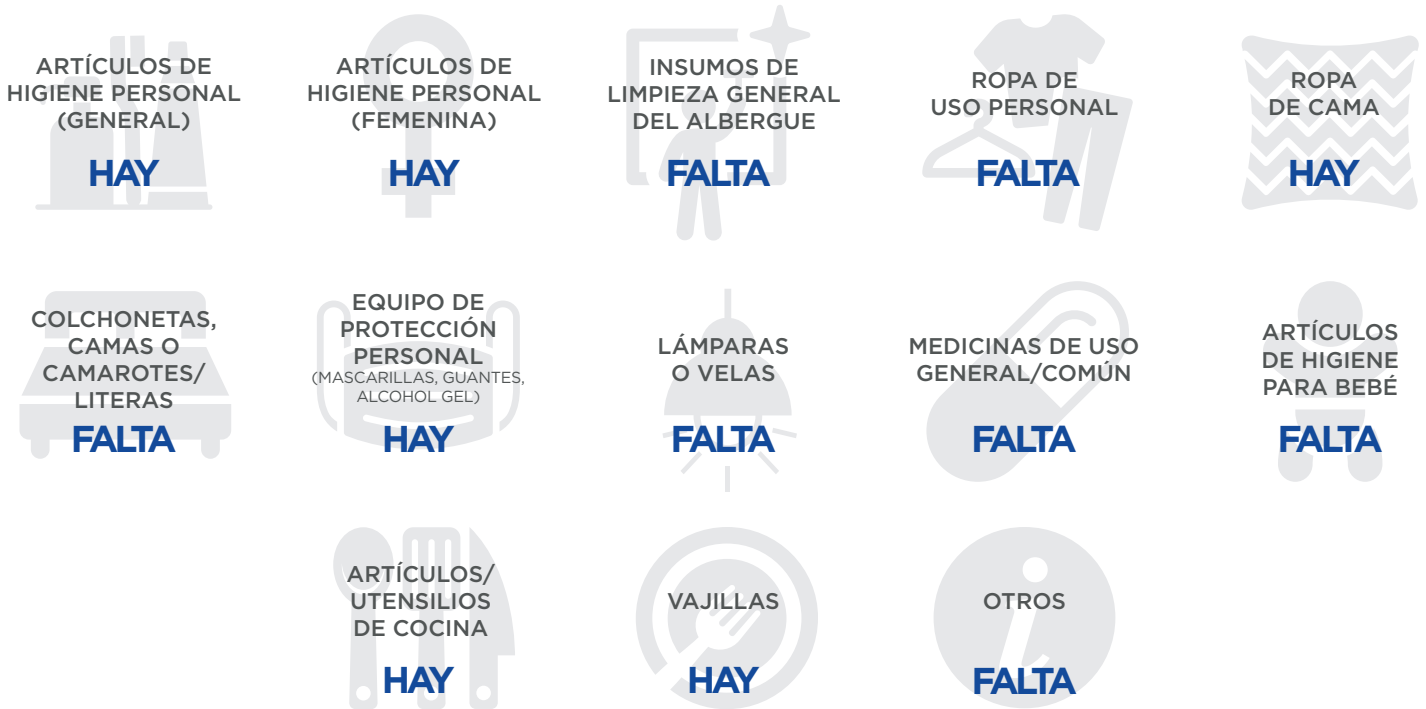 ARTÍCULOS DE
HIGIENE PERSONAL
(GENERAL)
HAY
ARTÍCULOS DE
HIGIENE PERSONAL
(FEMENINA)
HAY
INSUMOS DE
LIMPIEZA GENERAL
DEL ALBERGUE
FALTA
ROPA DE
USO PERSONAL
FALTA
ROPA
DE CAMA
HAY
COLCHONETAS,
CAMAS O
CAMAROTES/
LITERAS
FALTA
EQUIPO DE
PROTECCIÓN
PERSONAL
(MASCARILLAS, GUANTES,
ALCOHOL GEL)
HAY
LÁMPARAS
O VELAS
FALTA
MEDICINAS DE USO
GENERAL/COMÚN
FALTA
ARTÍCULOS
DE HIGIENE
PARA BEBÉ
FALTA
ARTÍCULOS/
UTENSILIOS
DE COCINA
HAY
VAJILLAS
HAY
OTROS
FALTA